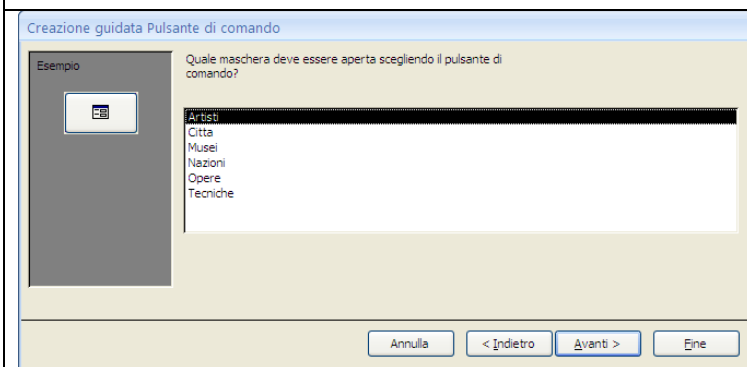 Creazione guidata Pulsante di comando
Esempio
Quale maschera deve essere aperta scegliendo il pulsante di
comando?
Artisti
Citta
Musei
Nazioni
Opere
Tecniche
Annulla
< Indietro
Avanti >
Fine